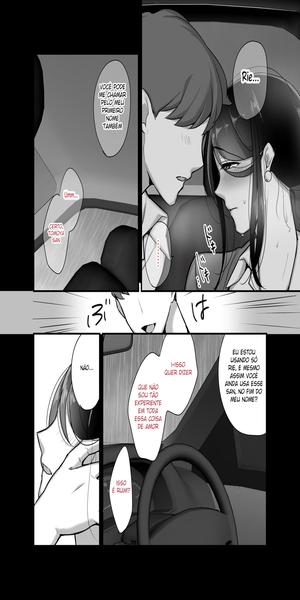 Rie...
VOCÊ PODE
ME CHAMAR
PELO MEU
PRIMEIRO
NOME
TAMBÉM
Umm...
CERTO,
TOMOYA
SAN
ぶは
EU ESTOU
USANDO SÓ
RIE, E MESMO
ASSIM VOCÊ
AINDA USA ESSE
SAN, NO FIM DO
MEU NOME?
-HISSO
QUER DIZER
QUE NÃO
SOU TÃO
EXPERIENTE
EM TODA
ESSA COISA
DE AMOR
ISSO
É RUIM?
NÃO...